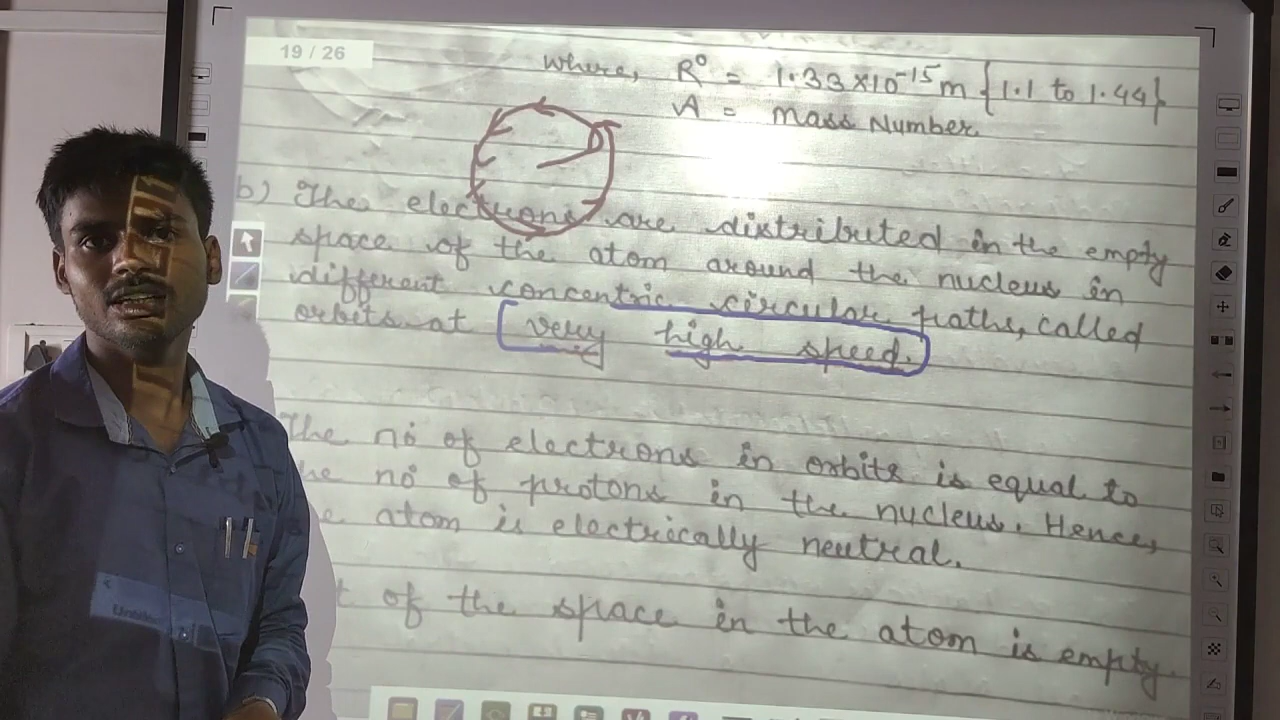 19 / 26
where, R° = 1.33×10⁻¹⁵m {1.1 to 1.44}
A = Mass Number
b) The electrons are distributed in the empty
space of the atom around the nucleus in
different concentric circular paths, called
orbits at very high speed.
The no of electrons in orbits is equal to
he no of protons in the nucleus. Hence,
e atom is electrically neutral.
t of the space in the atom is empty.